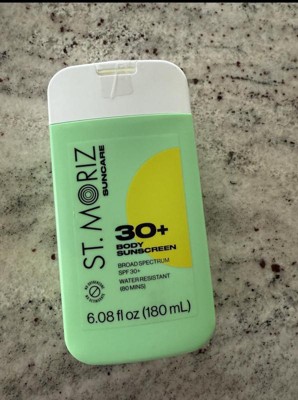 ST. MORIZ
SUNCARE
30+
BODY
SUNSCREEN
BROAD SPECTRUM
SPF 30+
WATER RESISTANT
(80 MINS)
6.08 fl oz (180 mL)